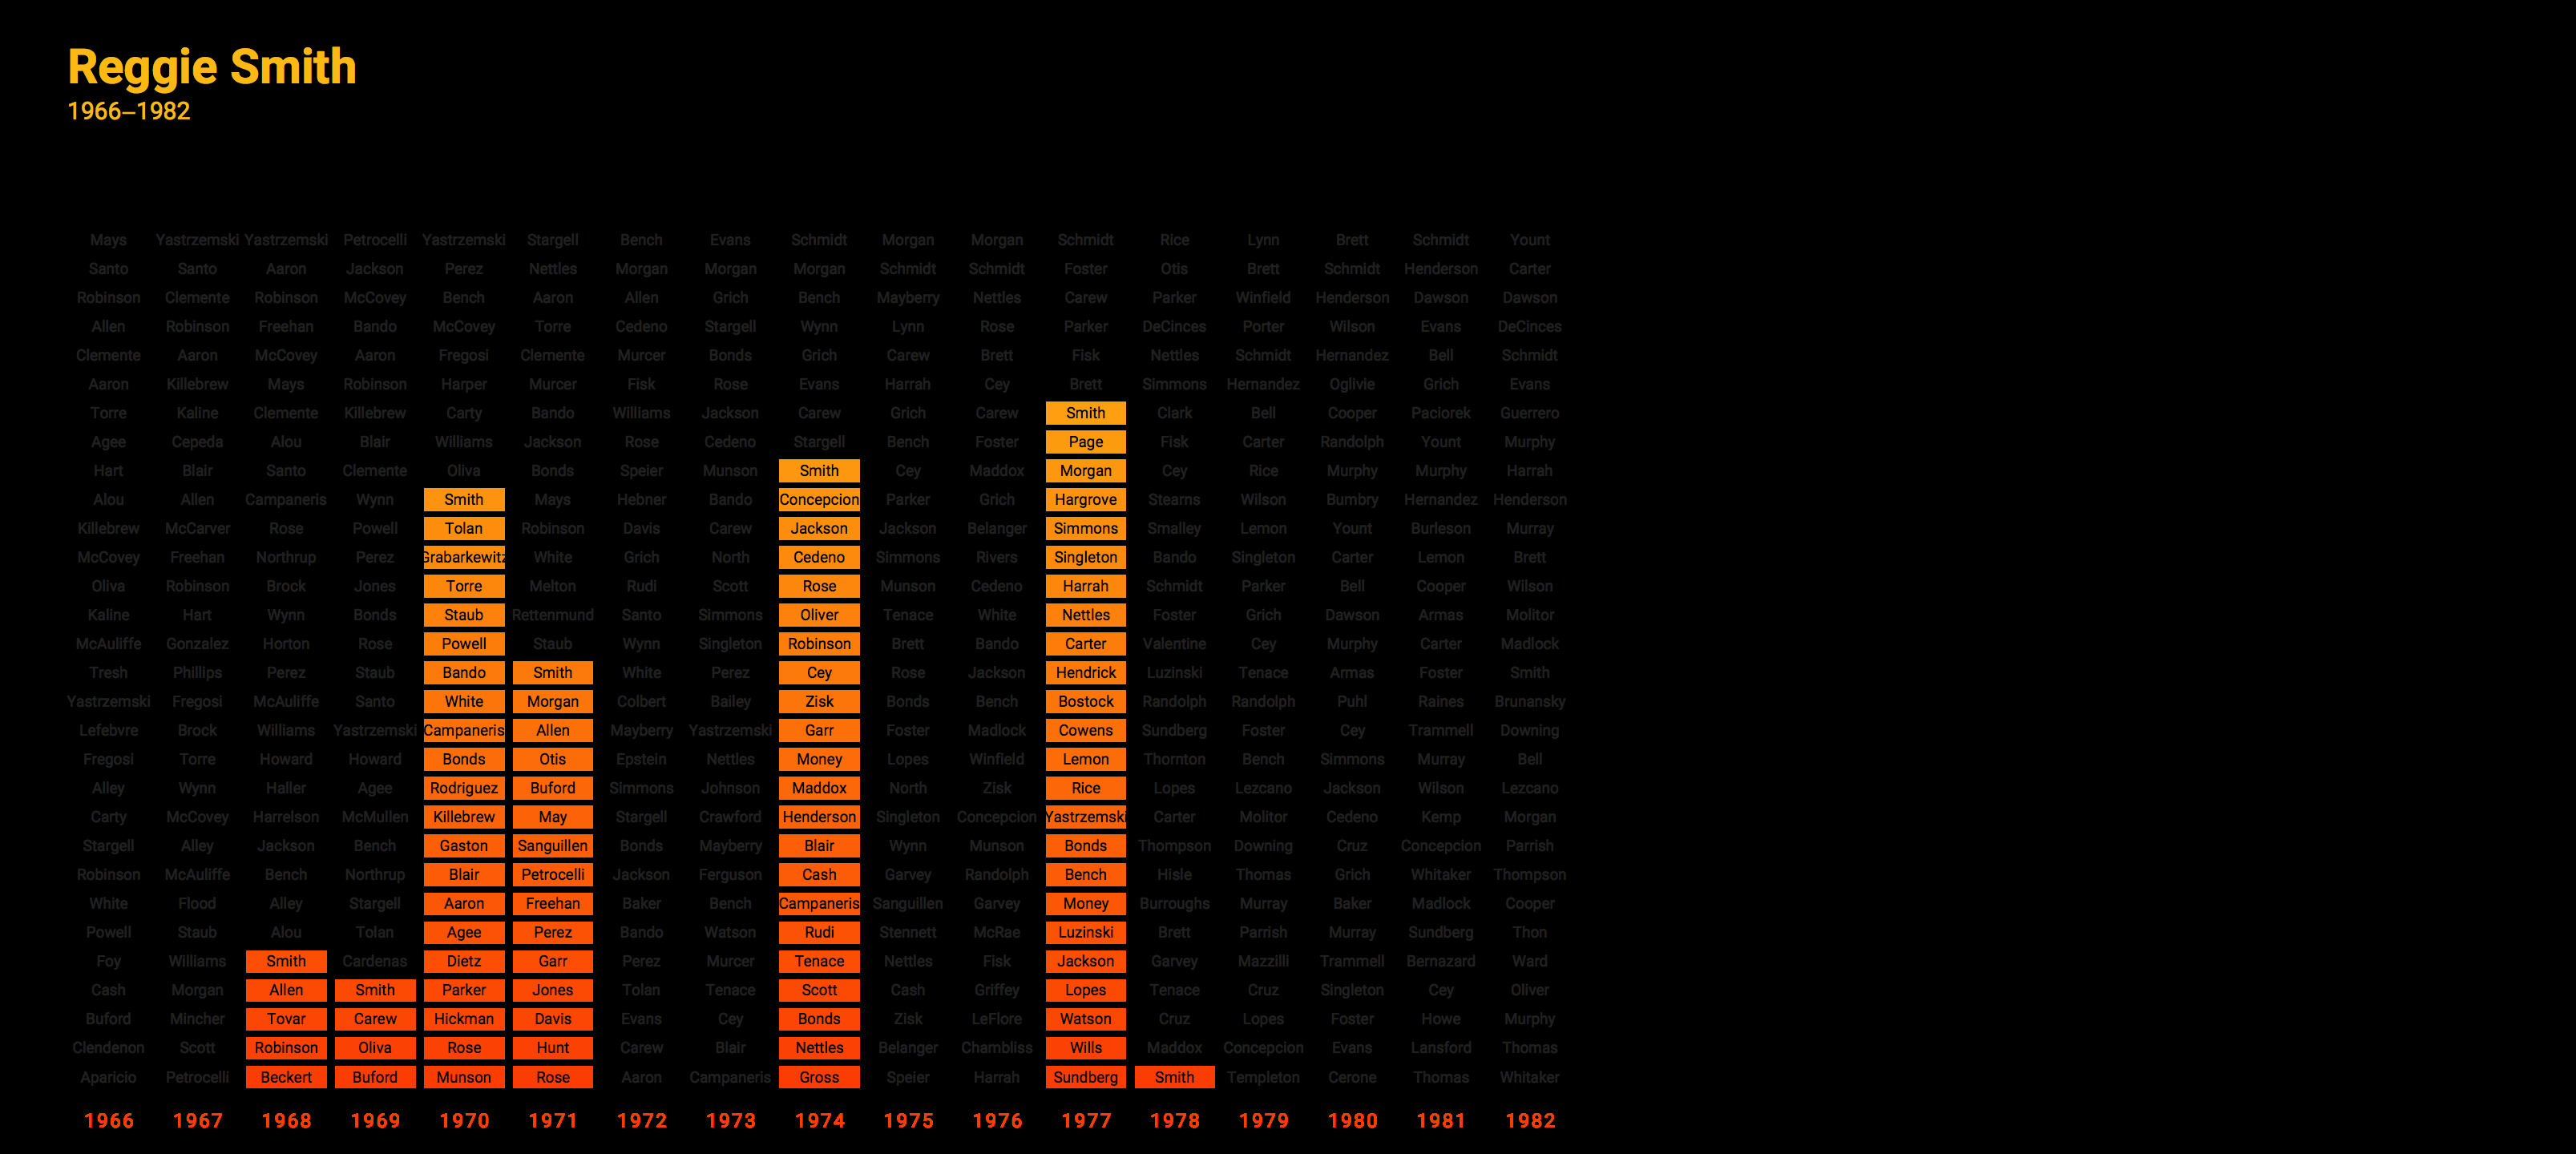 Reggie Smith
1966–1982
Mays Yastrzemski Yastrzemski Petrocelli Yastrzemski Stargell Bench Evans Schmidt Morgan Morgan Schmidt Rice Lynn Brett Schmidt Yount
Santo Santo Aaron Jackson Perez Nettles Morgan Morgan Morgan Schmidt Schmidt Foster Otis Brett Schmidt Henderson Carter
Robinson Clemente Robinson McCovey Bench Aaron Allen Grich Bench Mayberry Nettles Carew Parker Winfield Henderson Dawson Dawson
Allen Robinson Freehan Bando McCovey Torre Cedeno Stargell Wynn Lynn Rose Parker DeCinces Porter Wilson Evans DeCinces
Clemente Aaron McCovey Aaron Fregosi Clemente Murcer Bonds Grich Carew Brett Fisk Nettles Schmidt Hernandez Bell Schmidt
Aaron Killebrew Mays Robinson Harper Murcer Fisk Rose Evans Harrah Cey Brett Simmons Hernandez Oglivie Grich Evans
Torre Kaline Clemente Killebrew Carty Bando Williams Jackson Carew Grich Carew Smith Clark Bell Cooper Paciorek Guerrero
Agee Cepeda Alou Blair Williams Jackson Rose Cedeno Stargell Bench Foster Page Fisk Carter Randolph Yount Murphy
Hart Blair Santo Clemente Oliva Bonds Speier Munson Smith Cey Maddox Morgan Cey Rice Murphy Murphy Harrah
Alou Allen Campaneris Wynn Smith Mays Hebner Bando Concepcion Parker Grich Hargrove Stearns Wilson Bumbry Hernandez Henderson
Killebrew McCarver Rose Powell Tolan Robinson Davis Carew Jackson Jackson Belanger Simmons Smalley Lemon Yount Burleson Murray
McCovey Freehan Northrup Perez Grabarkewitz White Grich North Cedeno Simmons Rivers Singleton Bando Singleton Carter Lemon Brett
Oliva Robinson Brock Jones Torre Melton Rudi Scott Rose Munson Cedeno Harrah Schmidt Parker Bell Cooper Wilson
Kaline Hart Wynn Bonds Staub Rettenmund Santo Simmons Oliver Tenace White Nettles Foster Grich Dawson Armas Molitor
McAuliffe Gonzalez Horton Rose Powell Staub Wynn Singleton Robinson Brett Bando Carter Valentine Cey Murphy Carter Madlock
Tresh Phillips Perez Staub Bando Smith White Perez Cey Rose Jackson Hendrick Luzinski Tenace Armas Foster Smith
Yastrzemski Fregosi McAuliffe Santo White Morgan Colbert Bailey Zisk Bonds Bench Bostock Randolph Randolph Puhl Raines Brunansky
Lefebvre Brock Williams Yastrzemski Campaneris Allen Mayberry Yastrzemski Garr Foster Madlock Cowens Sundberg Foster Cey Trammell Downing
Fregosi Torre Howard Howard Bonds Otis Epstein Nettles Money Lopes Winfield Lemon Thornton Bench Simmons Murray Bell
Alley Wynn Haller Agee Rodriguez Buford Simmons Johnson Maddox North Zisk Rice Lopes Lezcano Jackson Wilson Lezcano
Carty McCovey Harrelson McMullen Killebrew May Stargell Crawford Henderson Singleton Concepcion Yastrzemski Carter Molitor Cedeno Kemp Morgan
Stargell Alley Jackson Bench Gaston Sanguillen Bonds Mayberry Blair Wynn Munson Bonds Thompson Downing Cruz Concepcion Parrish
Robinson McAuliffe Bench Northrup Blair Petrocelli Jackson Ferguson Cash Garvey Randolph Bench Hisle Thomas Grich Whitaker Thompson
White Flood Alley Stargell Aaron Freehan Baker Bench Campaneris Sanguillen Garvey Money Burroughs Murray Baker Madlock Cooper
Powell Staub Alou Tolan Agee Perez Bando Watson Rudi Stennett McRae Luzinski Brett Parrish Murray Sundberg Thon
Foy Williams Smith Cardenas Dietz Garr Perez Murcer Tenace Nettles Fisk Jackson Garvey Mazzilli Trammell Bernazard Ward
Cash Morgan Allen Smith Parker Jones Tolan Tenace Scott Cash Griffey Lopes Tenace Cruz Singleton Cey Oliver
Buford Mincher Tovar Carew Hickman Davis Evans Cey Bonds Zisk LeFlore Watson Cruz Lopes Foster Howe Murphy
Clendenon Scott Robinson Oliva Rose Hunt Carew Blair Nettles Belanger Chambliss Wills Maddox Concepcion Evans Lansford Thomas
Aparicio Petrocelli Beckert Buford Munson Rose Aaron Campaneris Gross Speier Harrah Sundberg Smith Templeton Cerone Thomas Whitaker
1966 1967 1968 1969 1970 1971 1972 1973 1974 1975 1976 1977 1978 1979 1980 1981 1982